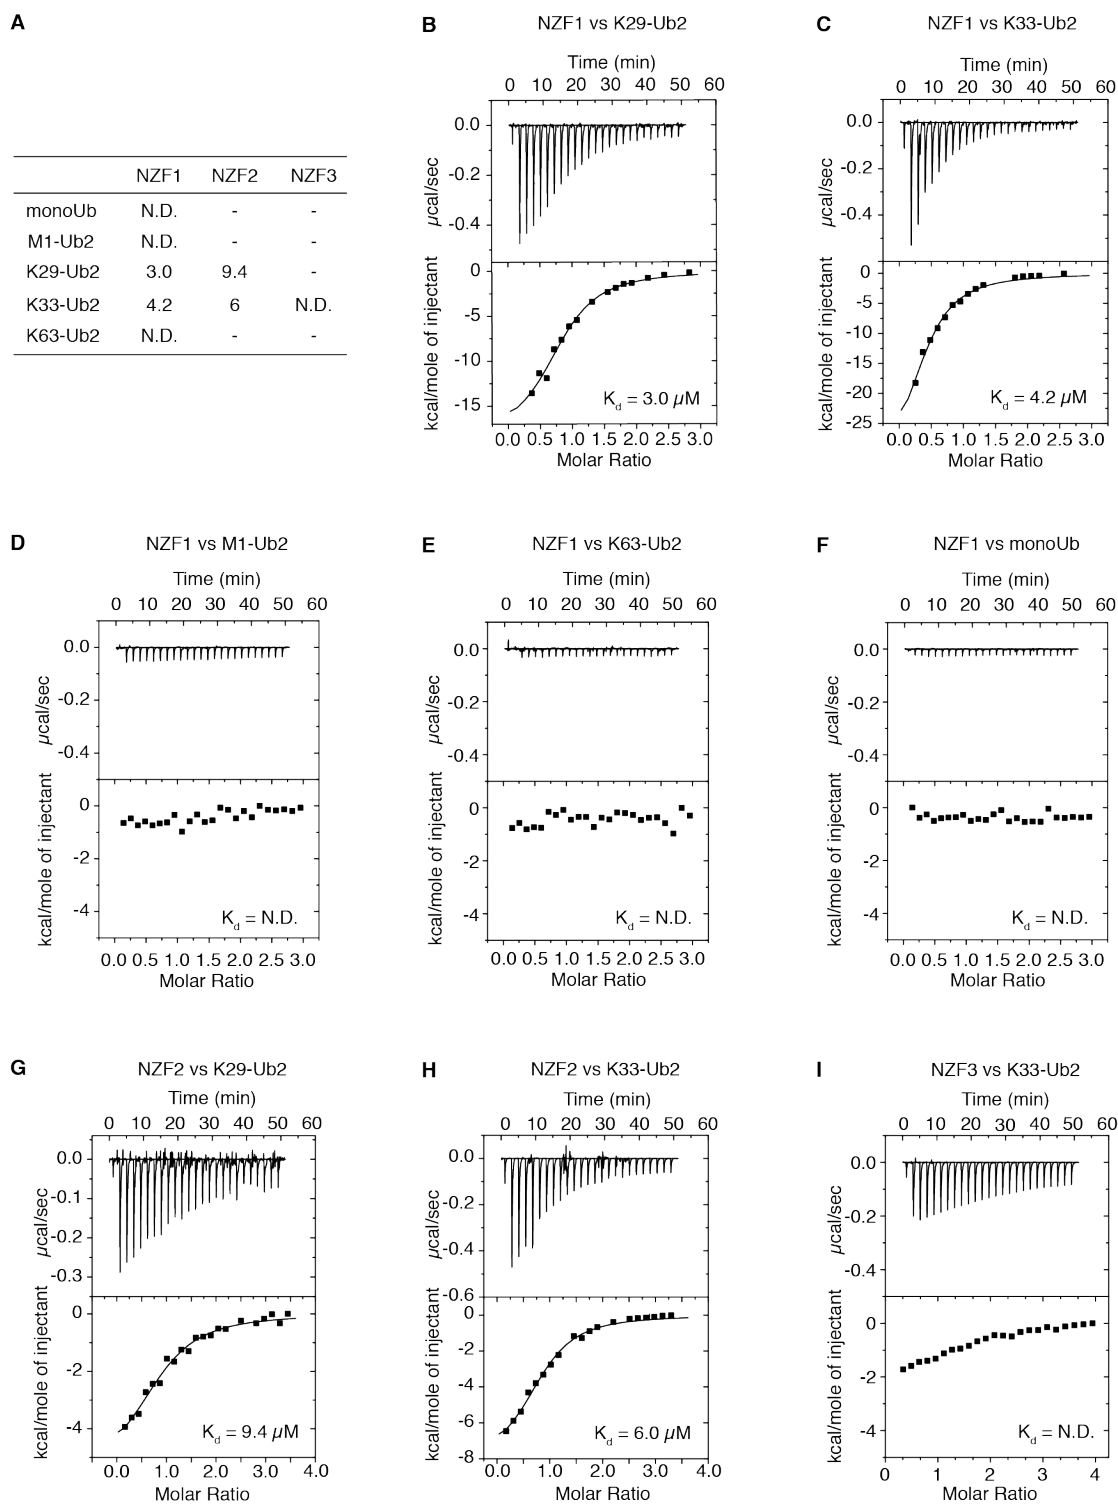 A
NZF1 NZF2 NZF3
monoUb N.D. - -
M1-Ub2 N.D. - -
K29-Ub2 3.0 9.4 -
K33-Ub2 4.2 6 N.D.
K63-Ub2 N.D. - -
B
NZF1 vs K29-Ub2
Time (min)
0 10 20 30 40 50 60
0.0
-0.2
-0.4
µcal/sec
0
-5
-10
-15
kcal/mole of injectant
Kd = 3.0 µM
0.0 0.5 1.0 1.5 2.0 2.5 3.0
Molar Ratio
C
NZF1 vs K33-Ub2
Time (min)
0 10 20 30 40 50 60
0.0
-0.2
-0.4
µcal/sec
0
-5
-10
-15
-20
-25
kcal/mole of injectant
Kd = 4.2 µM
0.0 0.5 1.0 1.5 2.0 2.5 3.0
Molar Ratio
D
NZF1 vs M1-Ub2
Time (min)
0 10 20 30 40 50 60
0.0
-0.2
-0.4
µcal/sec
0
-2
-4
kcal/mole of injectant
Kd = N.D.
0.0 0.5 1.0 1.5 2.0 2.5 3.0
Molar Ratio
E
NZF1 vs K63-Ub2
Time (min)
0 10 20 30 40 50 60
0.0
-0.2
-0.4
µcal/sec
0
-2
-4
kcal/mole of injectant
Kd = N.D.
0.0 0.5 1.0 1.5 2.0 2.5 3.0
Molar Ratio
F
NZF1 vs monoUb
Time (min)
0 10 20 30 40 50 60
0.0
-0.2
-0.4
µcal/sec
0
-2
-4
kcal/mole of injectant
Kd = N.D.
0.0 0.5 1.0 1.5 2.0 2.5 3.0
Molar Ratio
G
NZF2 vs K29-Ub2
Time (min)
0 10 20 30 40 50 60
0.0
-0.1
-0.2
-0.3
µcal/sec
0
-2
-4
kcal/mole of injectant
Kd = 9.4 µM
0.0 1.0 2.0 3.0 4.0
Molar Ratio
H
NZF2 vs K33-Ub2
Time (min)
0 10 20 30 40 50 60
0.0
-0.2
-0.4
-0.6
µcal/sec
0
-2
-4
-6
-8
kcal/mole of injectant
Kd = 6.0 µM
0.0 1.0 2.0 3.0 4.0
Molar Ratio
I
NZF3 vs K33-Ub2
Time (min)
0 10 20 30 40 50 60
0.0
-0.2
-0.4
µcal/sec
0
-2
-4
kcal/mole of injectant
Kd = N.D.
0 1 2 3 4
Molar Ratio